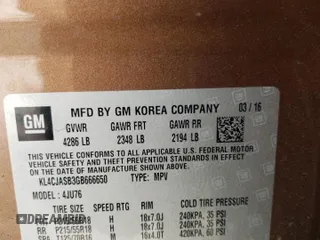 GM
MFD BY GM KOREA COMPANY 03/16
GVWR GAWR FRT GAWR RR
4286 LB 2348 LB 2194 LB
THIS VEHICLE CONFORMS TO ALL APPLICABLE U.S. FEDERAL MOTOR
VEHICLE SAFETY AND THEFT PREVENTION STANDARDS IN EFFECT ON
THE DATE OF MANUFACTURE SHOWN ABOVE.
KL4CJASB3GB666650 TYPE: MPV
4JU76
TIRE SIZE SPEED RTG RIM COLD TIRE PRESSURE
P215/55R18 H 18x7.0J 240KPA, 35 PSI
RR P215/55R18 H 18x7.0J 240KPA, 35 PSI
SPA T125/70R16 M 16x4.0T 420KPA, 60 PSI
DREAMBID